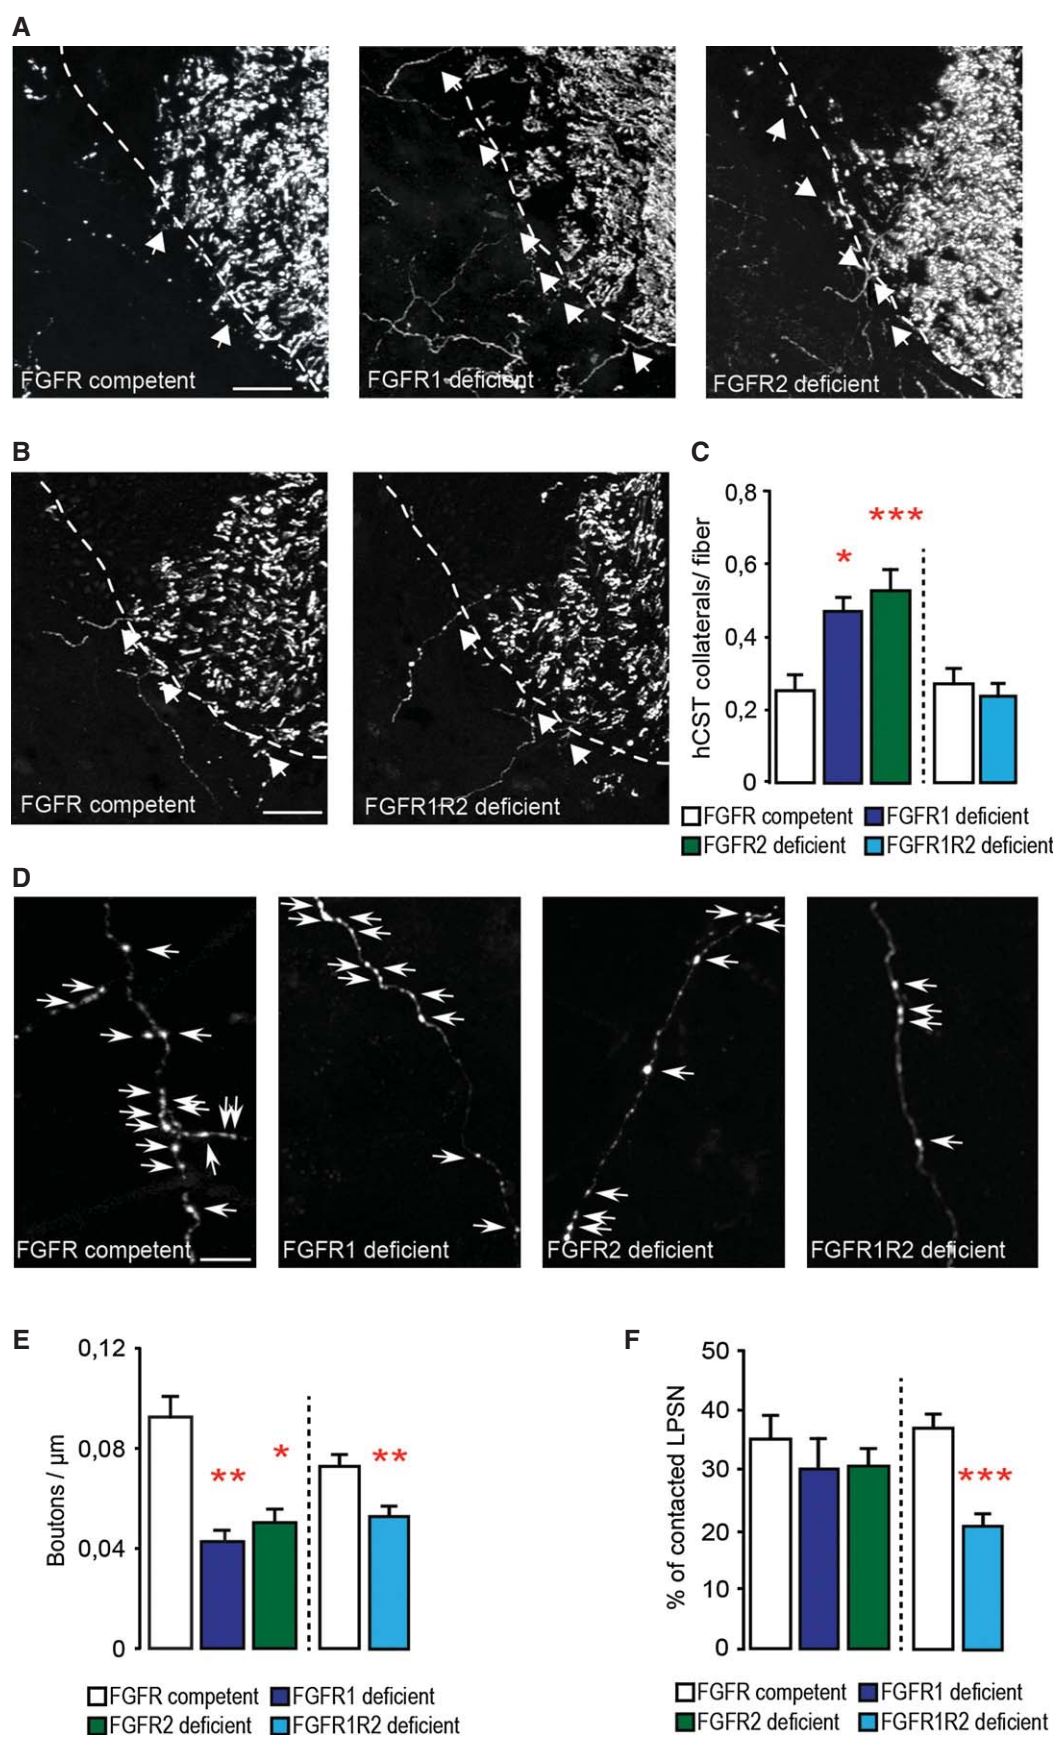 A
FGFR competent
FGFR1 deficient
FGFR2 deficient
B
FGFR competent
FGFR1R2 deficient
C
hCST collaterals/ fiber
0,8
0,6
0,4
0,2
0
*
***
FGFR competent FGFR1 deficient
FGFR2 deficient FGFR1R2 deficient
D
FGFR competent
FGFR1 deficient
FGFR2 deficient
FGFR1R2 deficient
E
Boutons / µm
0,12
0,08
0,04
0
**
*
**
FGFR competent FGFR1 deficient
FGFR2 deficient FGFR1R2 deficient
F
% of contacted LPSN
50
40
30
20
10
0
***
FGFR competent FGFR1 deficient
FGFR2 deficient FGFR1R2 deficient